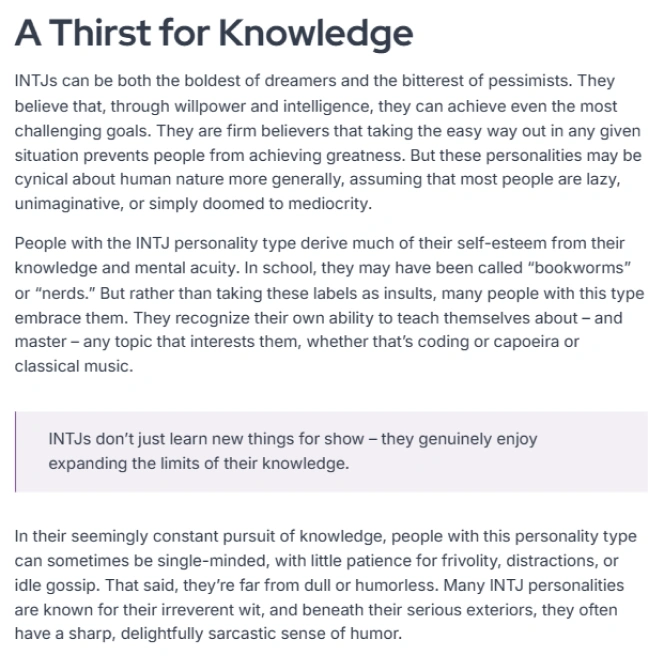 A Thirst for Knowledge
INTJs can be both the boldest of dreamers and the bitterest of pessimists. They
believe that, through willpower and intelligence, they can achieve even the most
challenging goals. They are firm believers that taking the easy way out in any given
situation prevents people from achieving greatness. But these personalities may be
cynical about human nature more generally, assuming that most people are lazy,
unimaginative, or simply doomed to mediocrity.
People with the INTJ personality type derive much of their self-esteem from their
knowledge and mental acuity. In school, they may have been called “bookworms”
or “nerds.” But rather than taking these labels as insults, many people with this type
embrace them. They recognize their own ability to teach themselves about – and
master – any topic that interests them, whether that’s coding or capoeira or
classical music.
INTJs don’t just learn new things for show – they genuinely enjoy
expanding the limits of their knowledge.
In their seemingly constant pursuit of knowledge, people with this personality type
can sometimes be single-minded, with little patience for frivolity, distractions, or
idle gossip. That said, they’re far from dull or humorless. Many INTJ personalities
are known for their irreverent wit, and beneath their serious exteriors, they often
have a sharp, delightfully sarcastic sense of humor.